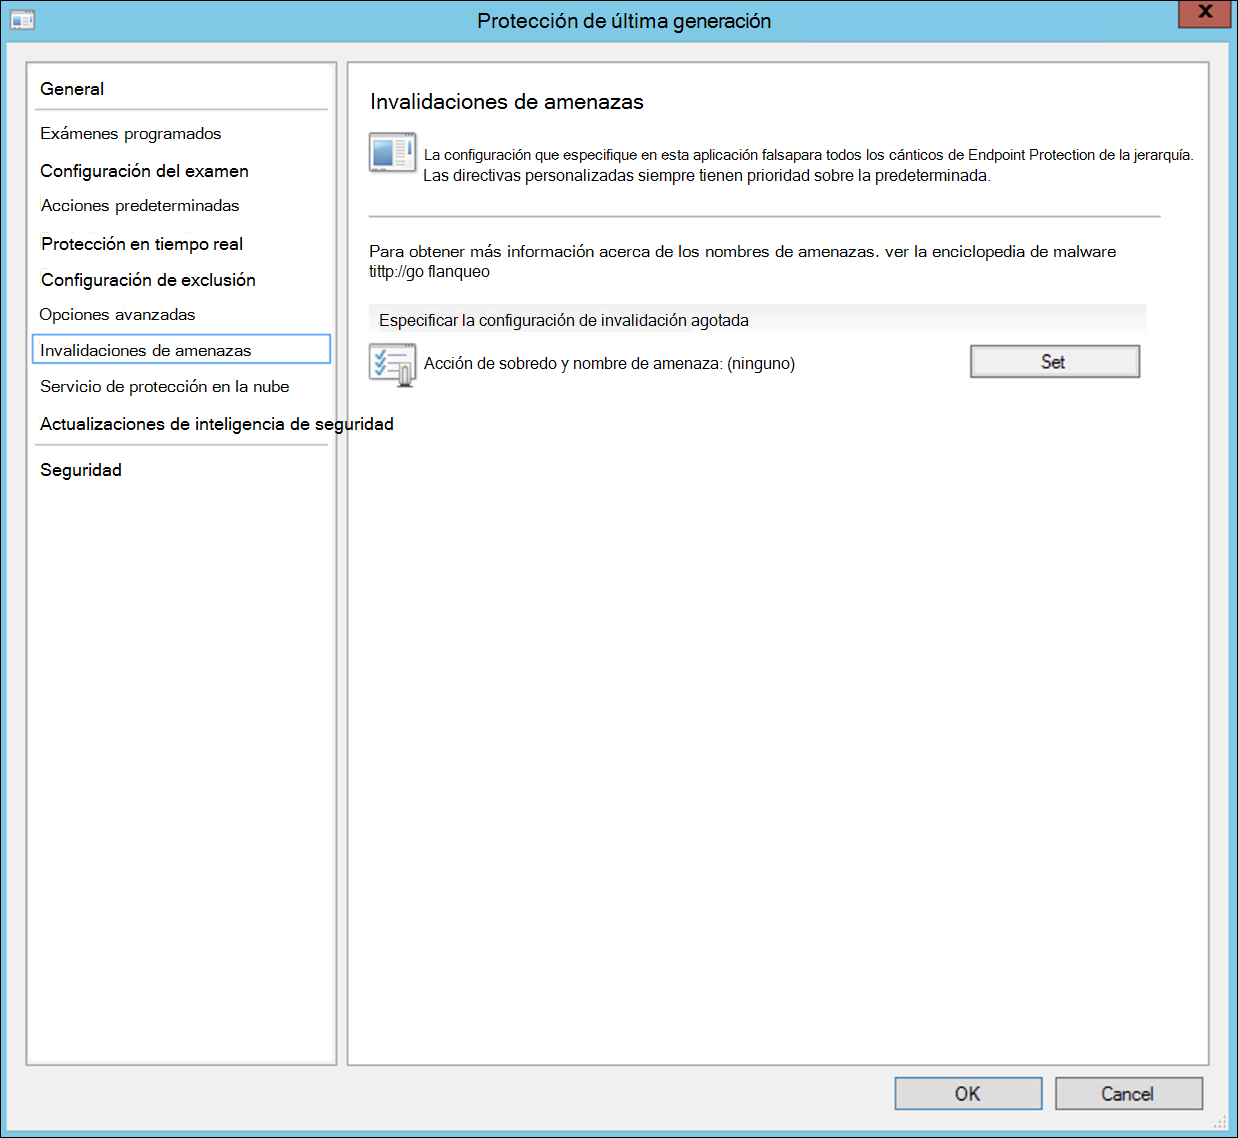 Protección de última generación
X
General
Exámenes programados
Configuración del examen
Acciones predeterminadas
Protección en tiempo real
Configuración de exclusión
Opciones avanzadas
Invalidaciones de amenazas
Servicio de protección en la nube
Actualizaciones de inteligencia de seguridad
Seguridad
Invalidaciones de amenazas
La configuración que especifique en esta aplicación falsapara todos los cánticos de Endpoint Protection de la jerarquía.
Las directivas personalizadas siempre tienen prioridad sobre la predeterminada.
Para obtener más información acerca de los nombres de amenazas. ver la enciclopedia de malware
tittp://go flanqueo
Especificar la configuración de invalidación agotada
Acción de sobredo y nombre de amenaza: (ninguno)
Set
OK
Cancel